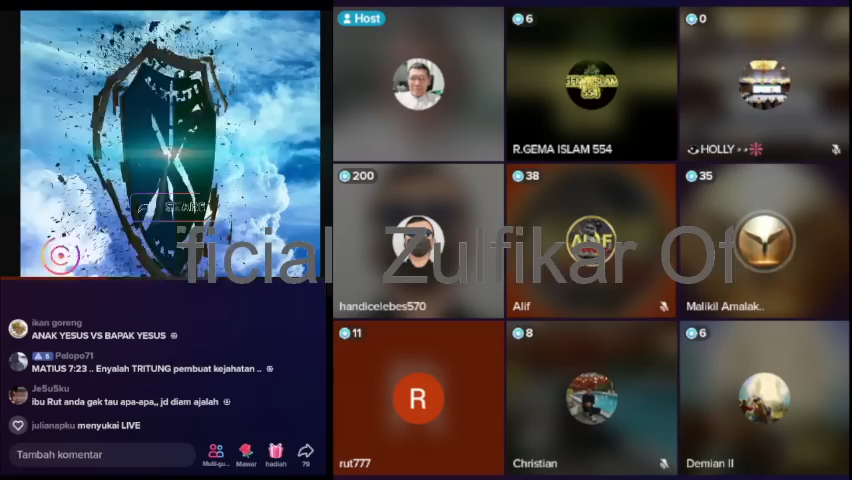 Host
6
0
R.GEMA ISLAM 554
HOLLY
200
38
35
ficial Zulfikar Of
handicelebes570
Alif
Malikil Amalak..
ikan goreng
ANAK YESUS VS BAPAK YESUS
5 Palopo71
MATIUS 7:23 .. Enyalah TRITUNG pembuat kejahatan ..
Je5u5ku
ibu Rut anda gak tau apa-apa,, jd diam ajalah
julianapku menyukai LIVE
Tambah komentar
Multi-gu...
Mawar
hadiah
79
11
8
6
R
rut777
Christian
Demian II